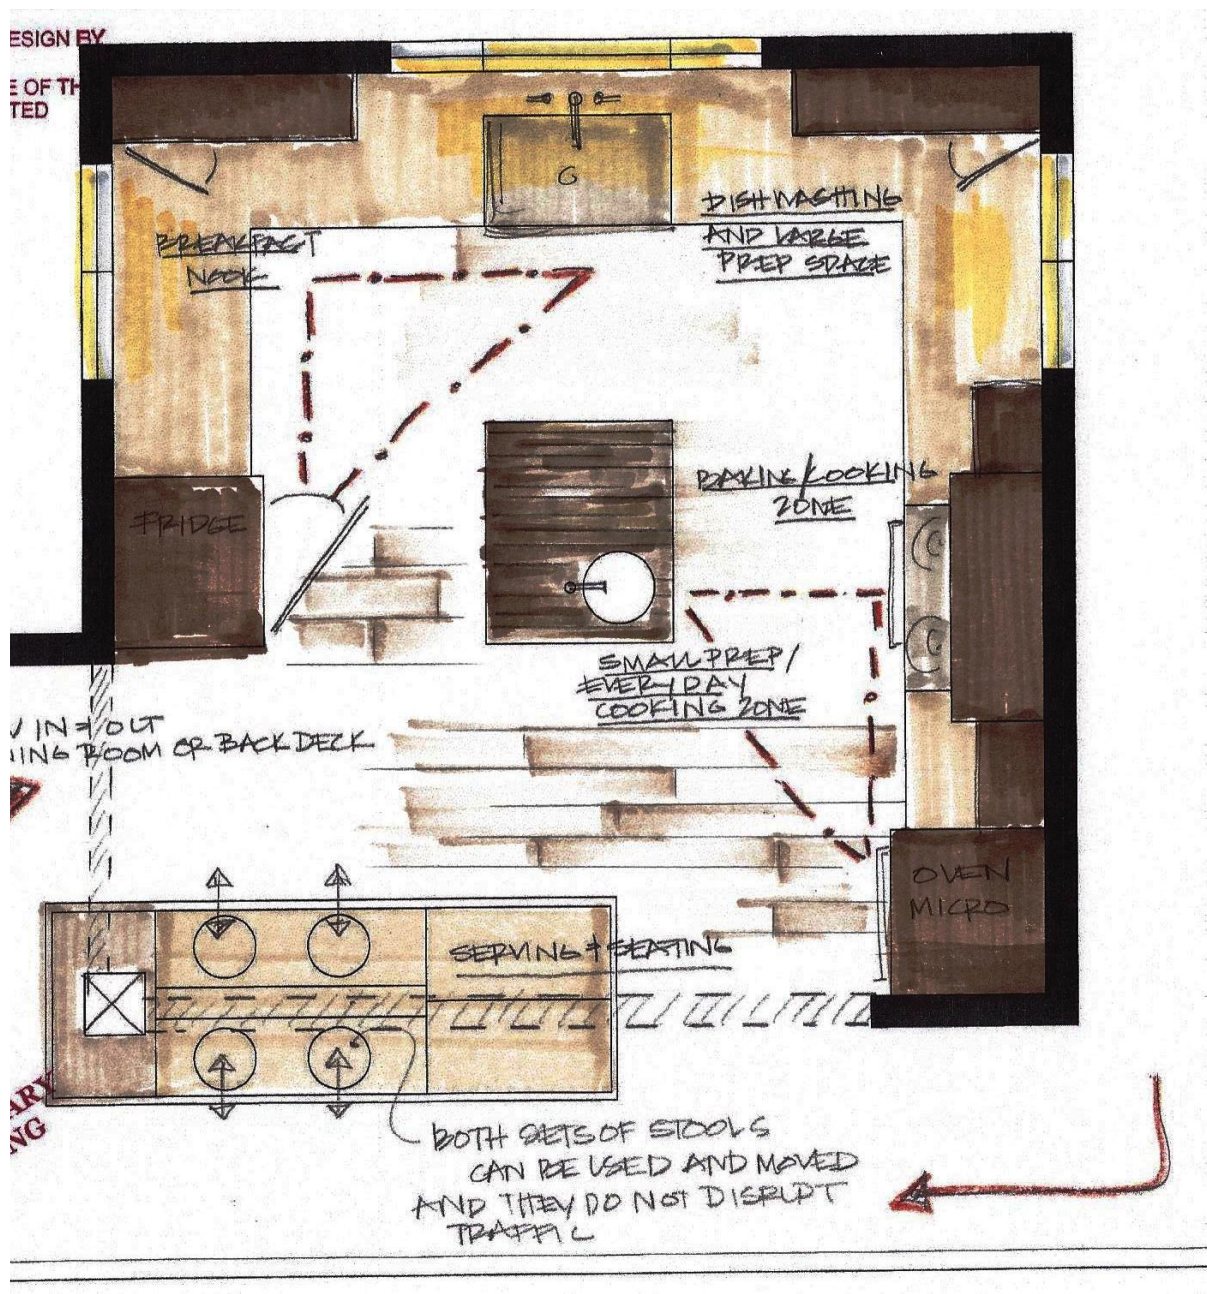 ESIGN BY
E OF TH
TED
G
DISHWASHING
AND LARGE
PREP SPACE
BREAKFAST
NOOK
FRIDGE
BAKING/COOKING
ZONE
SMALL PREP/
EVERYDAY
COOKING ZONE
IN & OUT
NING ROOM OR BACK DECK
OVEN
MICRO
SERVING & SEATING
ARY
NG
BOTH SETS OF STOOLS
CAN BE USED AND MOVED
AND THEY DO NOT DISRUPT
TRAFFIC